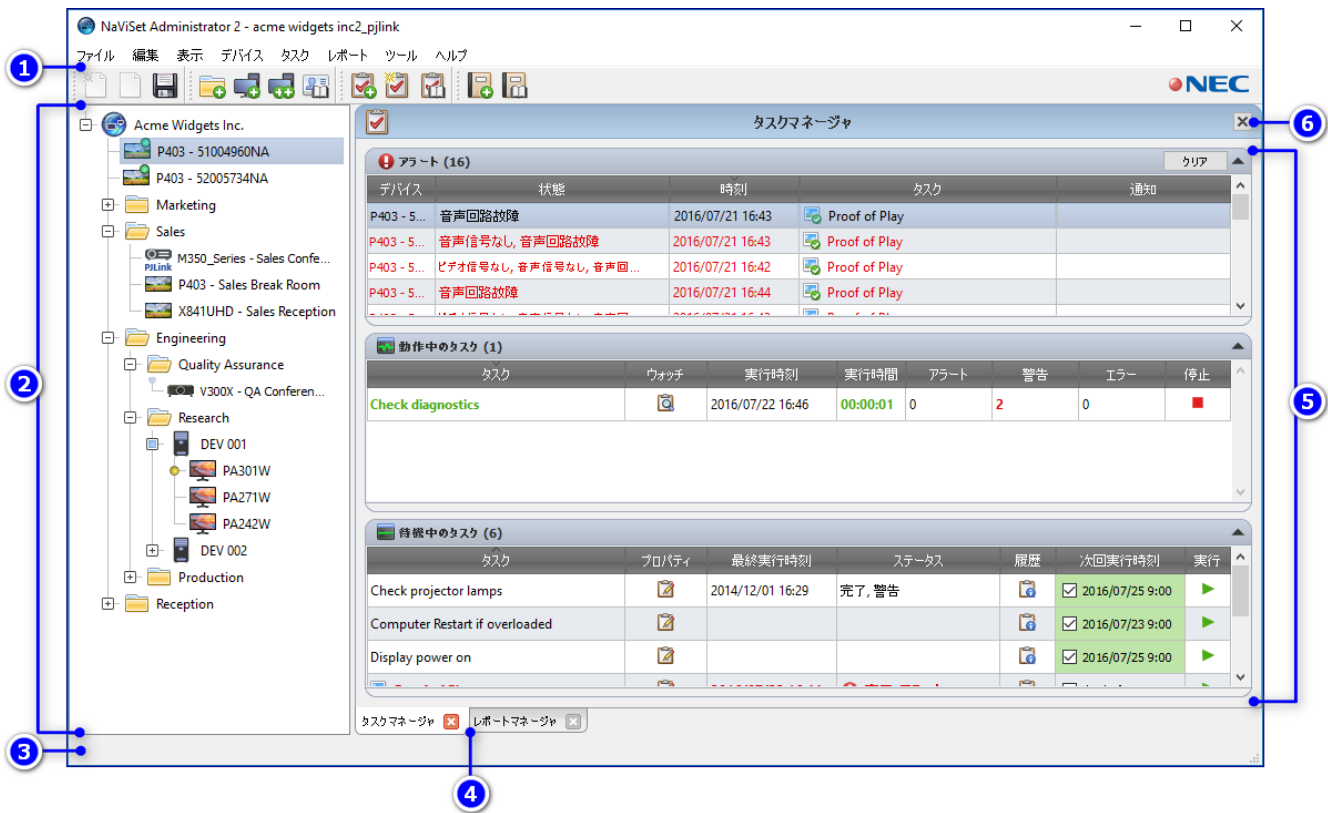 NaViSet Administrator 2 - acme widgets inc2_pjlink
ファイル 編集 表示 デバイス タスク レポート ツール ヘルプ
1
NEC
2
Acme Widgets Inc.
P403 - 51004960NA
P403 - 52005734NA
Marketing
Sales
PJLink
M350_Series - Sales Confe...
P403 - Sales Break Room
X841UHD - Sales Reception
Engineering
Quality Assurance
V300X - QA Conferen...
Research
DEV 001
PA301W
PA271W
PA242W
DEV 002
Production
Reception
タスクマネージャ
6
アラート (16) クリア
デバイス 状態 時刻 タスク 通知
P403 - 5... 音声回路故障 2016/07/21 16:43 Proof of Play
P403 - 5... 音声信号なし, 音声回路故障 2016/07/21 16:43 Proof of Play
P403 - 5... ビデオ信号なし, 音声信号なし, 音声回... 2016/07/21 16:42 Proof of Play
P403 - 5... 音声回路故障 2016/07/21 16:44 Proof of Play
動作中のタスク (1)
タスク ウォッチ 実行時刻 実行時間 アラート 警告 エラー 停止
Check diagnostics 2016/07/22 16:46 00:00:01 0 2 0
5
待機中のタスク (6)
タスク プロパティ 最終実行時刻 ステータス 履歴 次回実行時刻 実行
Check projector lamps 2014/12/01 16:29 完了, 警告 2016/07/25 9:00
Computer Restart if overloaded 2016/07/23 9:00
Display power on 2016/07/25 9:00
タスクマネージャ レポートマネージャ
3
4